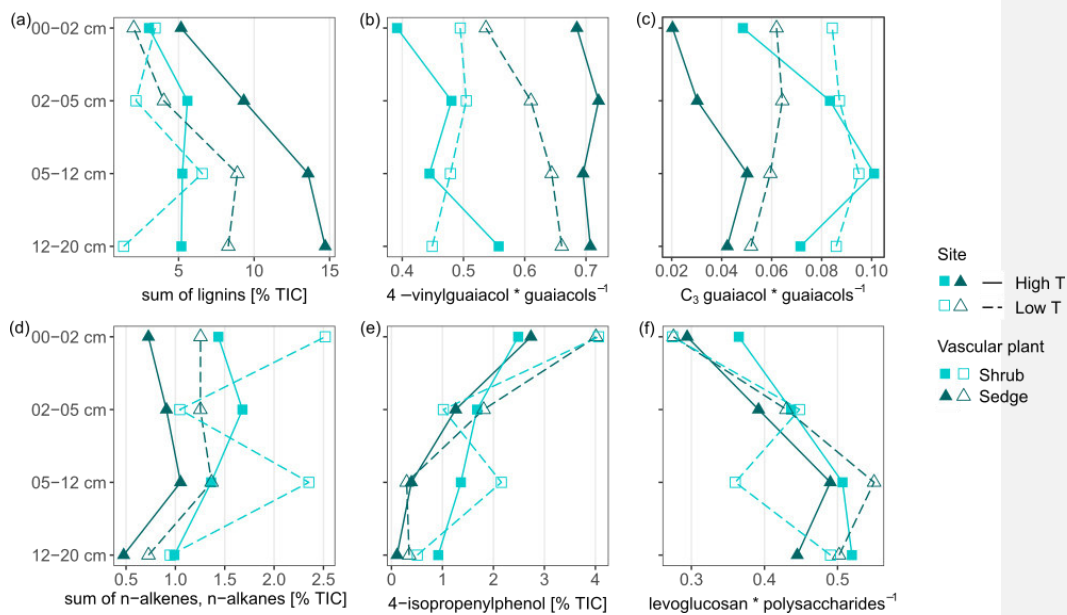 (a)
(b)
(c)
00−02 cm
02−05 cm
05−12 cm
12−20 cm
5 10 15
0.4 0.5 0.6 0.7
0.02 0.04 0.06 0.08 0.10
sum of lignins [% TIC]
4 −vinylguaiacol * guaiacols⁻¹
C₃ guaiacol * guaiacols⁻¹
Site
High T
Low T
Vascular plant
Shrub
Sedge
(d)
(e)
(f)
00−02 cm
02−05 cm
05−12 cm
12−20 cm
0.5 1.0 1.5 2.0 2.5
0 1 2 3 4
0.3 0.4 0.5
sum of n−alkenes, n−alkanes [% TIC]
4−isopropenylphenol [% TIC]
levoglucosan * polysaccharides⁻¹